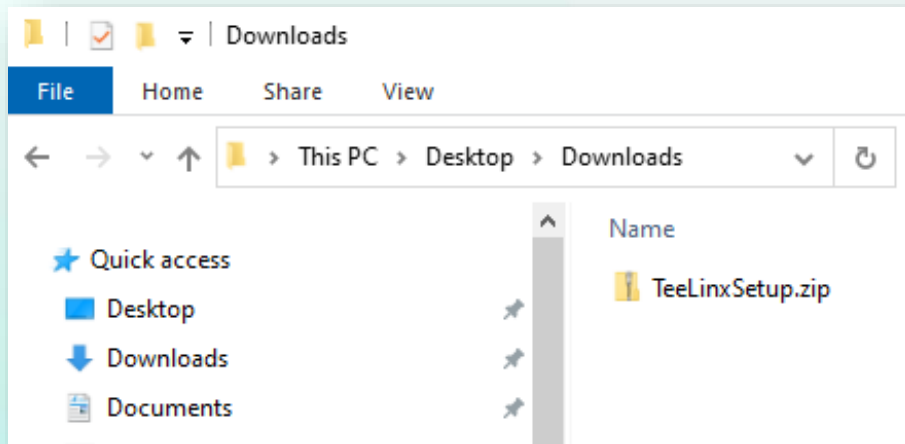 Downloads
File Home Share View
This PC > Desktop > Downloads
Name
Quick access
TeeLinxSetup.zip
Desktop
Downloads
Documents